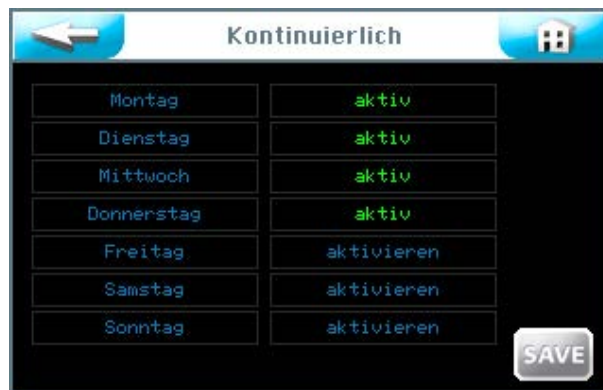 Kontinuierlich
Montag aktiv
Dienstag aktiv
Mittwoch aktiv
Donnerstag aktiv
Freitag aktivieren
Samstag aktivieren
Sonntag aktivieren
SAVE